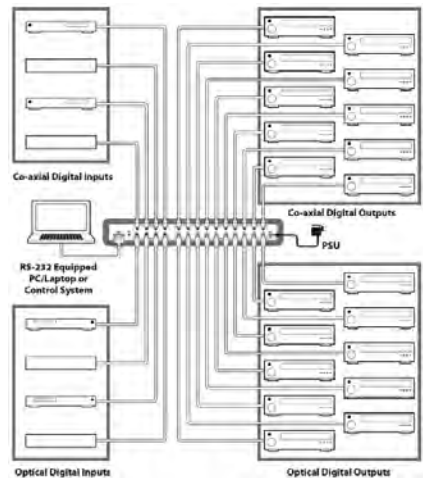 Co-axial Digital Inputs
Co-axial Digital Outputs
PSU
RS-232 Equipped
PC/Laptop or
Control System
Optical Digital Inputs
Optical Digital Outputs